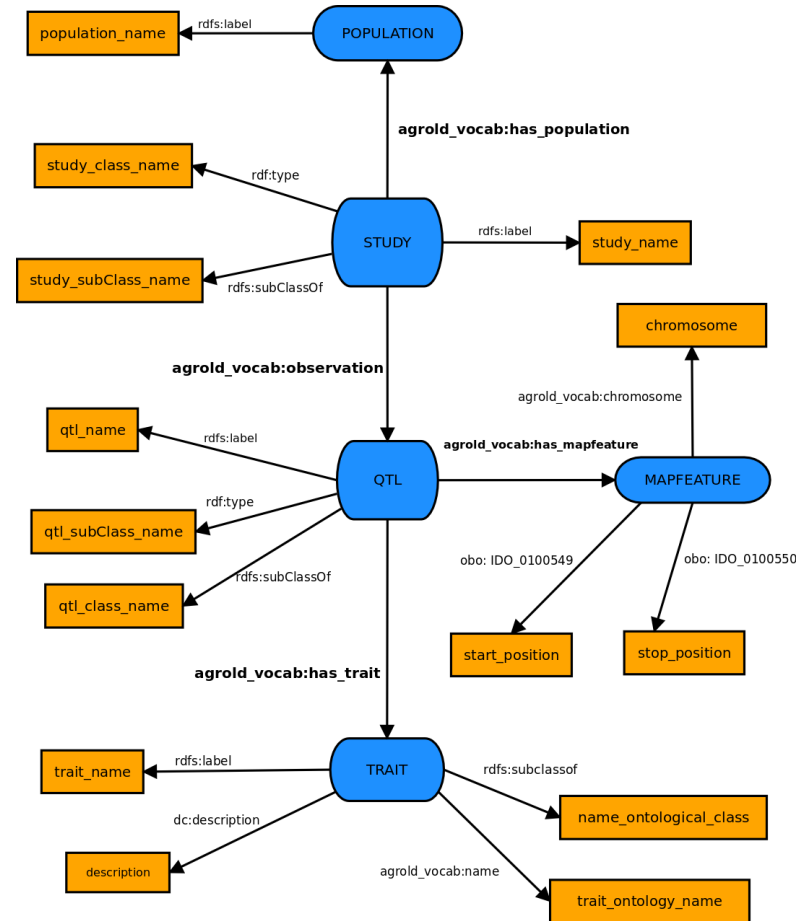 population_name
rdfs:label
POPULATION
agrold_vocab:has_population
study_class_name
rdf:type
STUDY
rdfs:label
study_name
study_subClass_name
rdfs:subClassOf
chromosome
agrold_vocab:observation
agrold_vocab:chromosome
qtl_name
rdfs:label
agrold_vocab:has_mapfeature
QTL
MAPFEATURE
rdf:type
qtl_subClass_name
obo: IDO_0100549
obo: IDO_0100550
rdfs:subClassOf
qtl_class_name
start_position
stop_position
agrold_vocab:has_trait
trait_name
rdfs:label
TRAIT
rdfs:subclassof
dc:description
name_ontological_class
description
agrold_vocab:name
trait_ontology_name